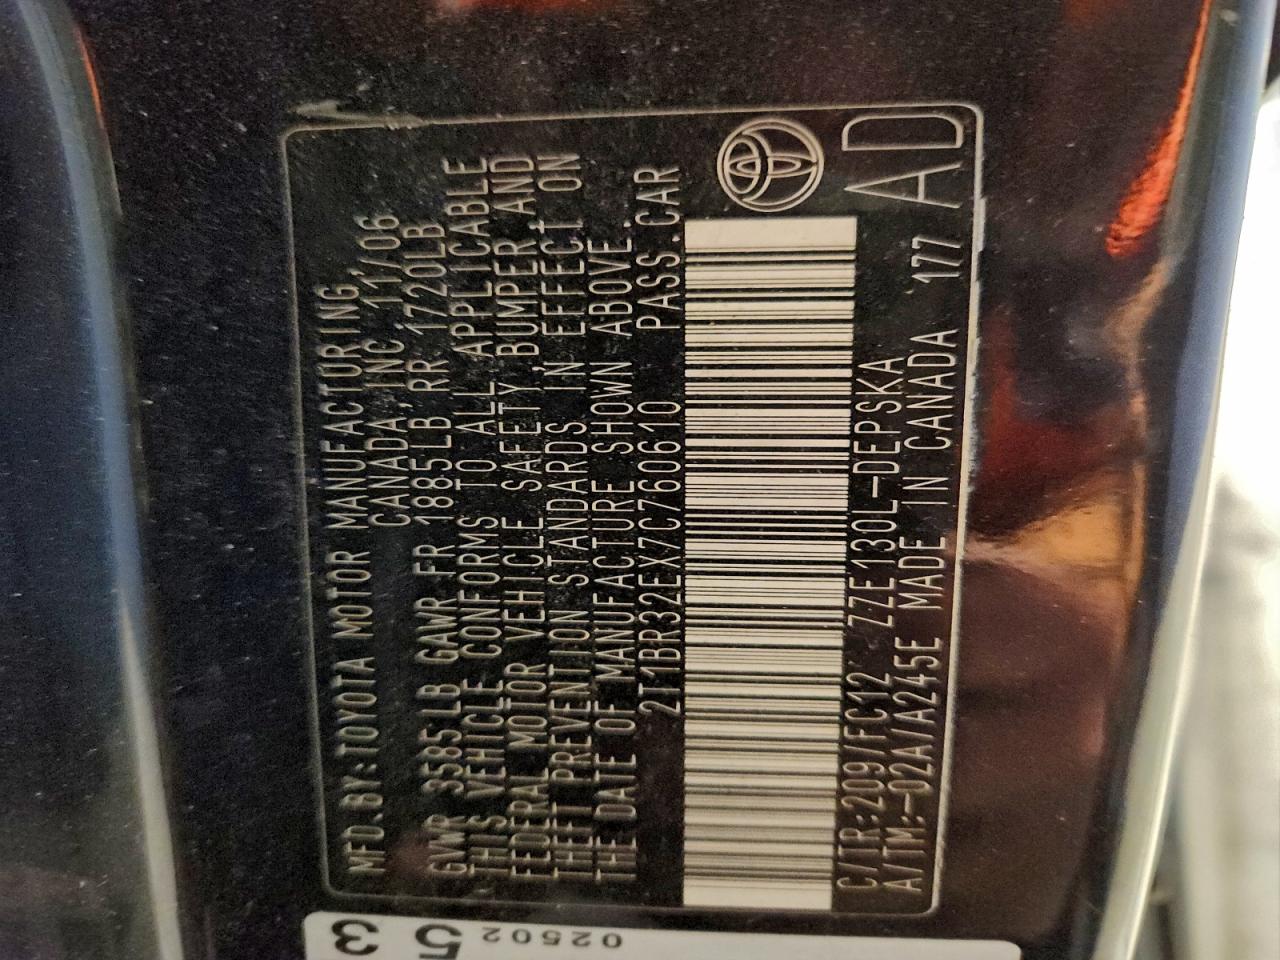 MFD.BY:TOYOTA MOTOR MANUFACTURING
CANADA,INC.11/06
GVWR 3585LB GAWR FR 1885LB RR 1720LB
THIS VEHICLE CONFORMS TO ALL APPLICABLE
FEDERAL MOTOR VEHICLE SAFETY,BUMPER AND
THEFT PREVENTION STANDARDS IN EFFECT ON
THE DATE OF MANUFACTURE SHOWN ABOVE.
2T1BR32EX7C760610 PASS.CAR
C/TR:209/FC12 ZZE130L-DEPSKA
A/TM:-02A/A245E MADE IN CANADA 177
AD
02502
53